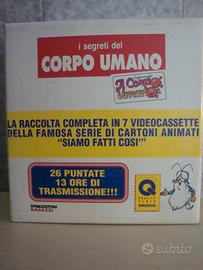 i segreti del
CORPO UMANO
LA RACCOLTA COMPLETA IN 7 VIDEOCASSETTE
DELLA FAMOSA SERIE DI CARTONI ANIMATI
"SIAMO FATTI COSI'"
26 PUNTATE
13 ORE DI
TRASMISSIONE!!!
Q
DEAGOSTINI
RAGAZZI
subito